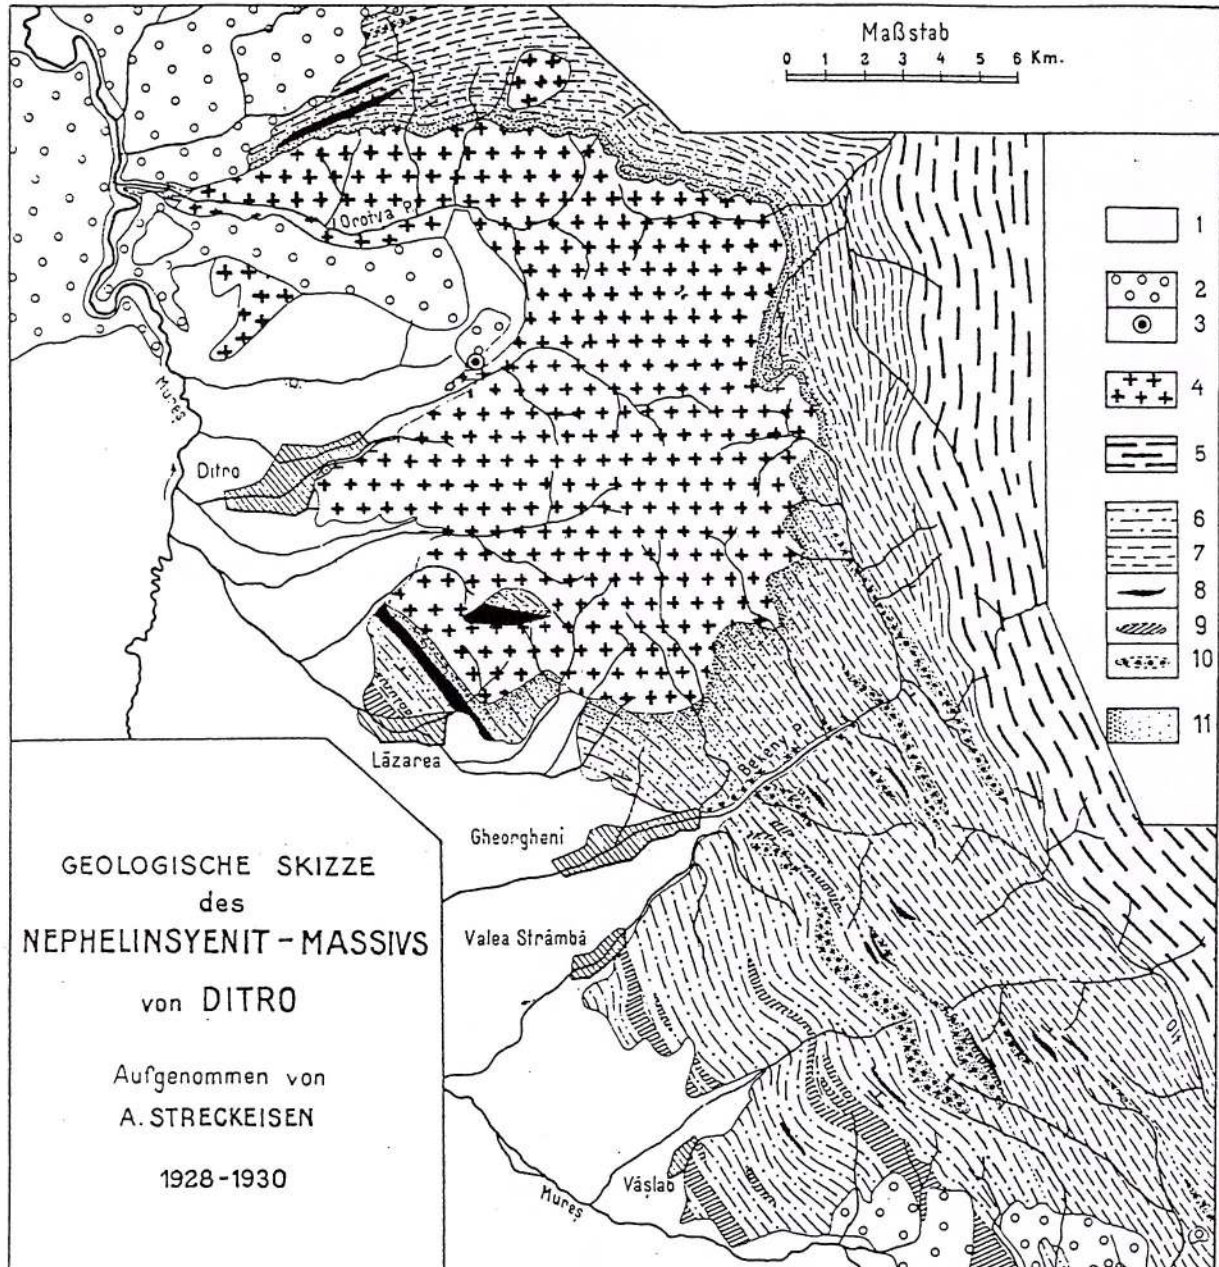 Maßstab
0 1 2 3 4 5 6 Km.
1
2
3
4
5
6
7
8
9
10
11
Orotva P.
Mureș
Ditro
Lăzarea
Beleny
Gheorgheni
Valea Strâmbă
Olt
Vășlab
Mureș
GEOLOGISCHE SKIZZE
des
NEPHELINSYENIT - MASSIVS
von DITRO
Aufgenommen von
A. STRECKEISEN
1928-1930